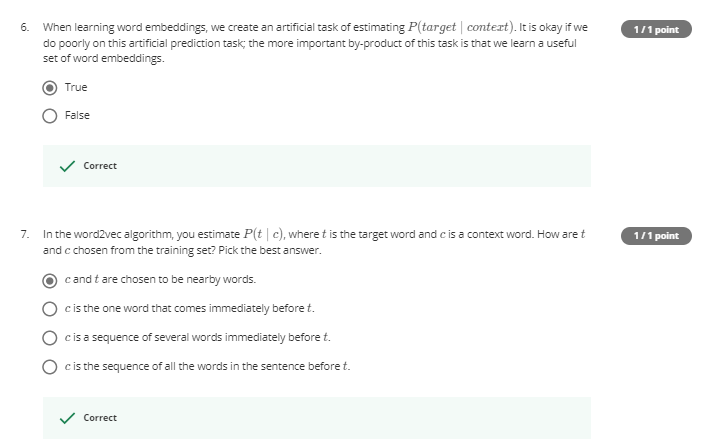 6. When learning word embeddings, we create an artificial task of estimating P(target | context). It is okay if we
1 / 1 point
do poorly on this artificial prediction task; the more important by-product of this task is that we learn a useful
set of word embeddings.
True
False
Correct
7. In the word2vec algorithm, you estimate P(t | c), where t is the target word and c is a context word. How are t
1 / 1 point
and c chosen from the training set? Pick the best answer.
c and t are chosen to be nearby words.
c is the one word that comes immediately before t.
c is a sequence of several words immediately before t.
c is the sequence of all the words in the sentence before t.
Correct